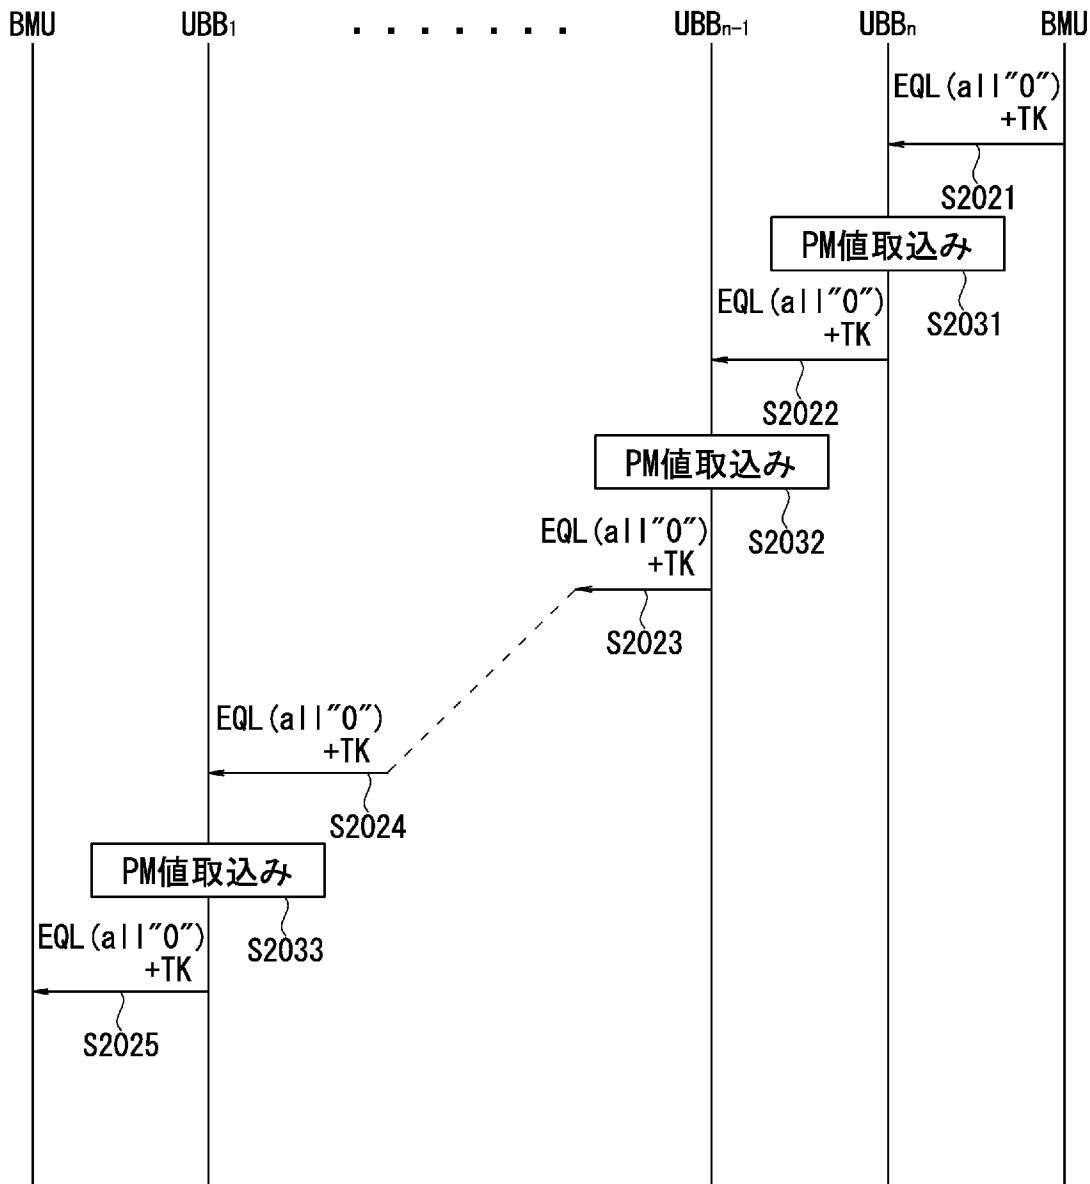 BMU UBB1 ....... UBBn-1 UBBn BMU
EQL(all"0")
+TK
S2021
PM値取込み
S2031
EQL(all"0")
+TK
S2022
PM値取込み
S2032
EQL(all"0")
+TK
S2023
EQL(all"0")
+TK
S2024
PM値取込み
S2033
EQL(all"0")
+TK
S2025